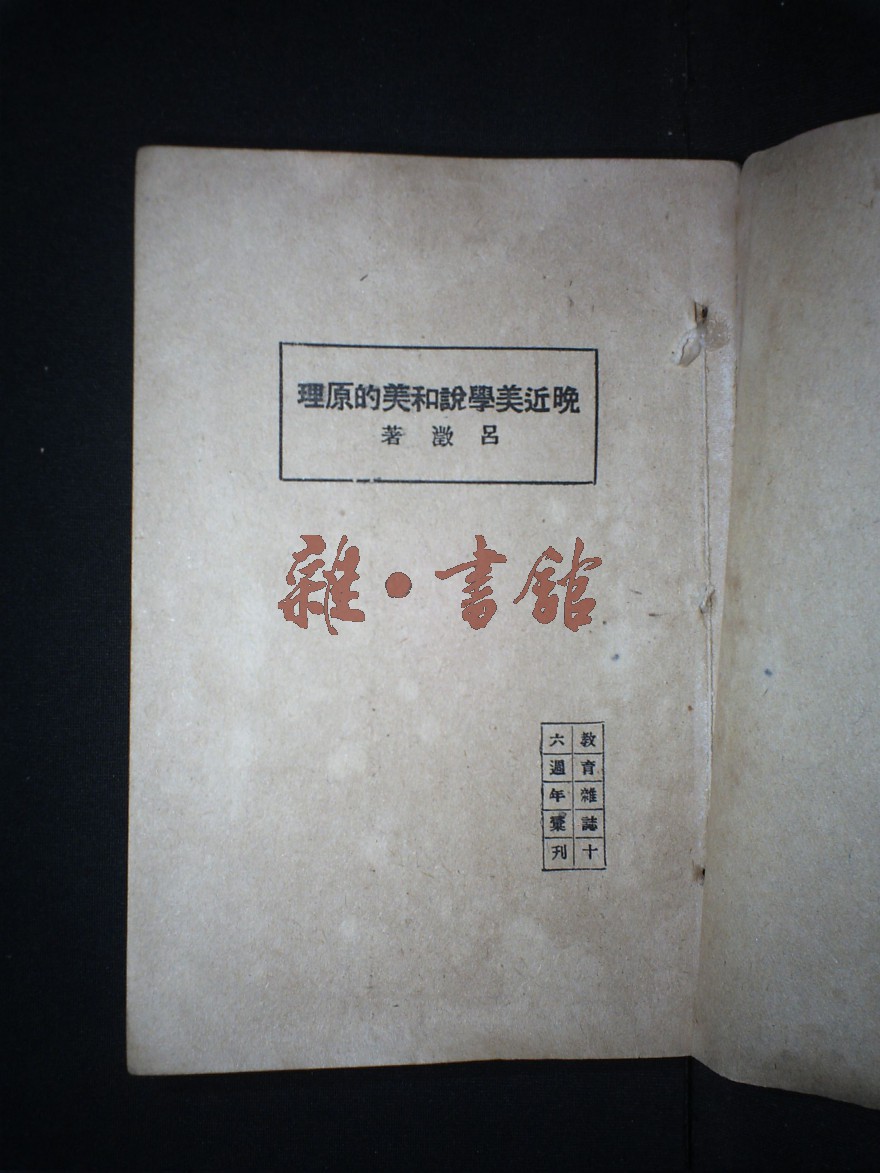 晚近美學說和美的原理
呂澂著
雜·書館
教育雜誌十
六週年彙刊